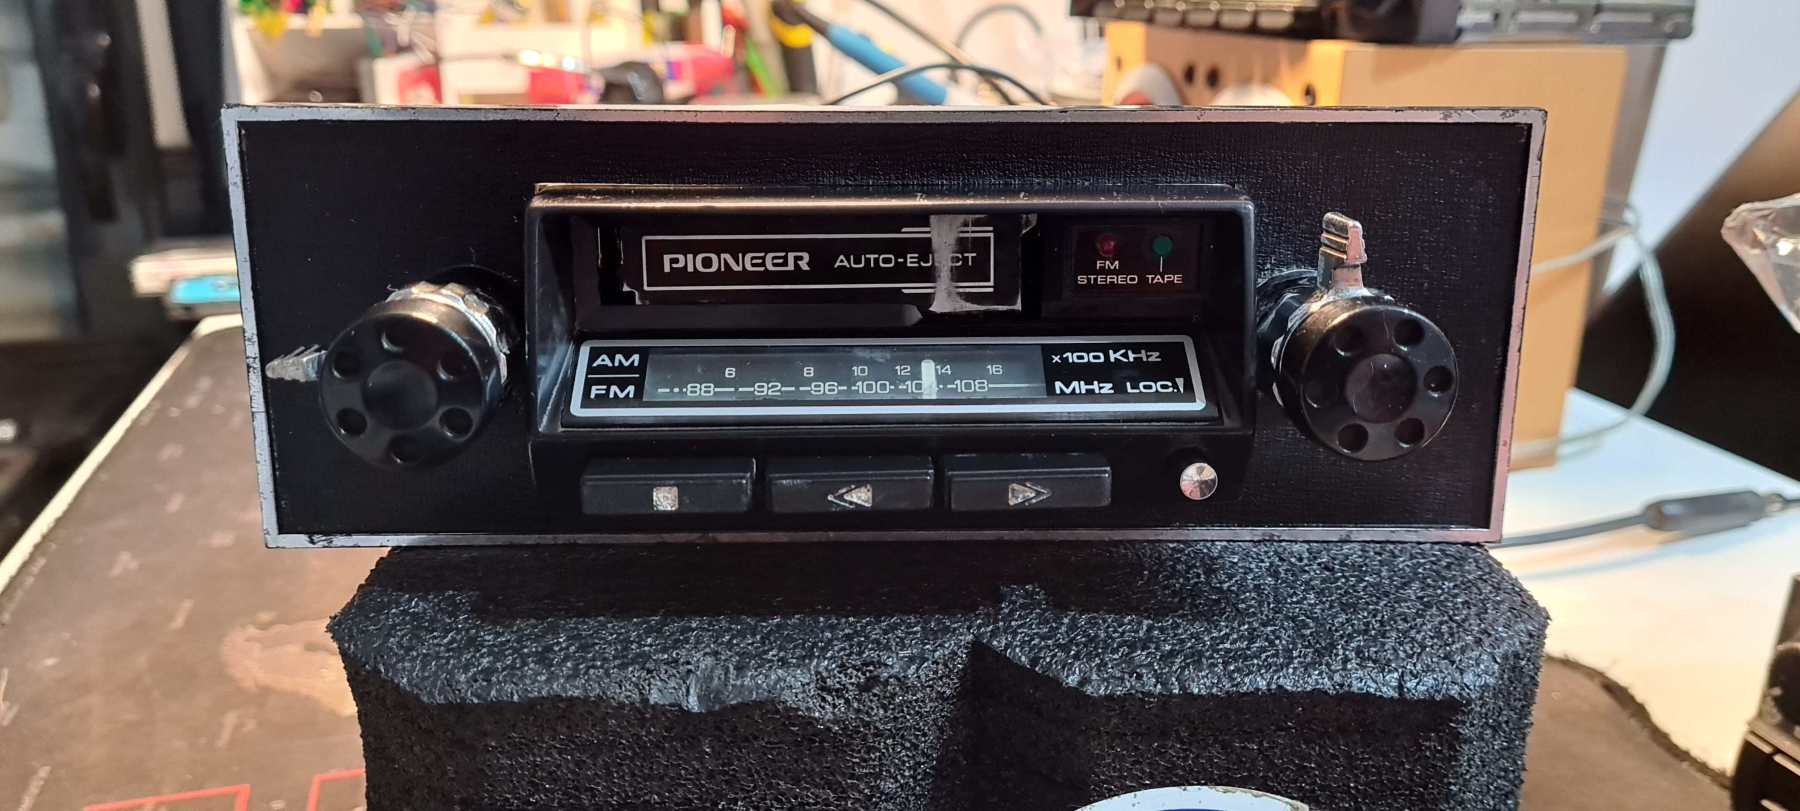 PIONEER AUTO-EJECT
FM
STEREO TAPE
AM 6 8 10 12 14 16 x100 KHz
FM 88 92 96 100 104 108 MHz LOC.